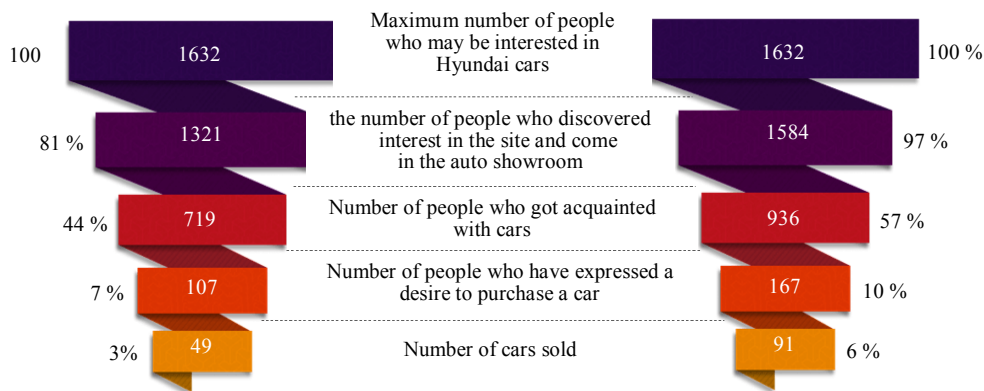 Maximum number of people
who may be interested in
Hyundai cars
100
1632
1632
100 %
the number of people who discovered
interest in the site and come
in the auto showroom
81 %
1321
1584
97 %
Number of people who got acquainted
with cars
44 %
719
936
57 %
Number of people who have expressed a
desire to purchase a car
7 %
107
167
10 %
Number of cars sold
3%
49
91
6 %